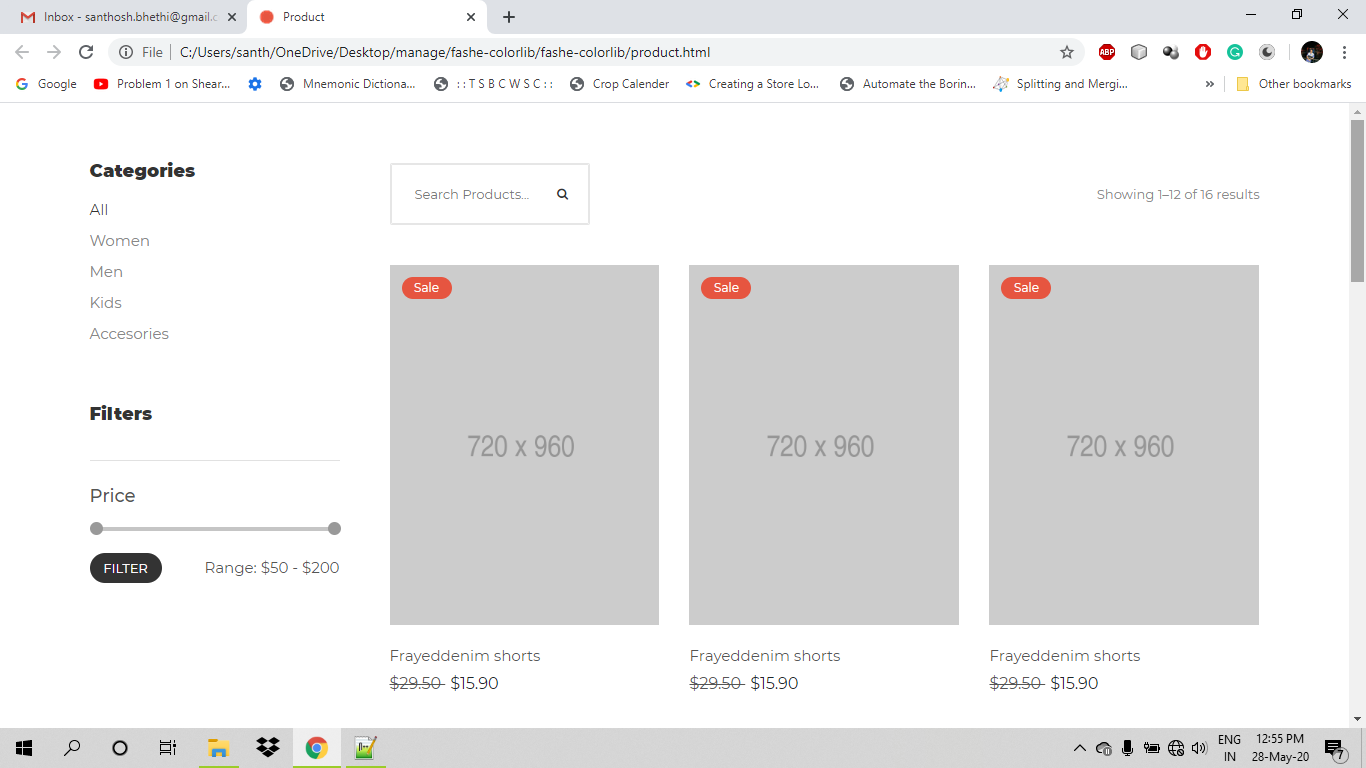 Inbox - santhosh.bhethi@gmail.c
Product
File
C:/Users/santh/OneDrive/Desktop/manage/fashe-colorlib/fashe-colorlib/product.html
ABP
Google
Problem 1 on Shear...
Mnemonic Dictiona...
: : T S B C W S C : :
Crop Calender
Creating a Store Lo...
Automate the Borin...
Splitting and Mergi...
»
Other bookmarks
Categories
All
Women
Men
Kids
Accesories
Filters
Price
FILTER
Range: $50 - $200
Search Products...
Showing 1–12 of 16 results
Sale
Sale
Sale
720 x 960
720 x 960
720 x 960
Frayeddenim shorts
$29.50 $15.90
Frayeddenim shorts
$29.50 $15.90
Frayeddenim shorts
$29.50 $15.90
ENG
IN
12:55 PM
28-May-20
7